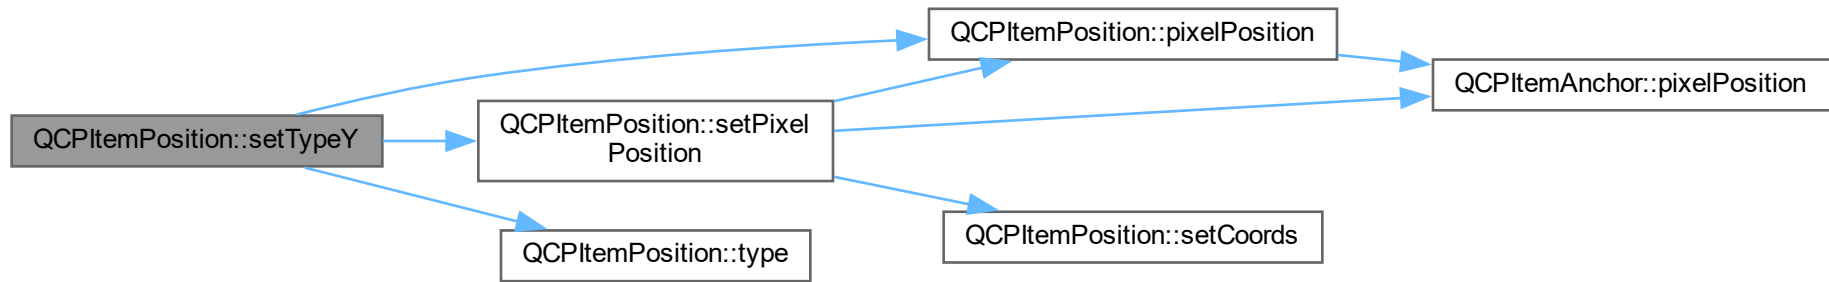 QCPItemPosition::setTypeY
QCPItemPosition::setPixel
Position
QCPItemPosition::type
QCPItemPosition::pixelPosition
QCPItemPosition::setCoords
QCPItemAnchor::pixelPosition